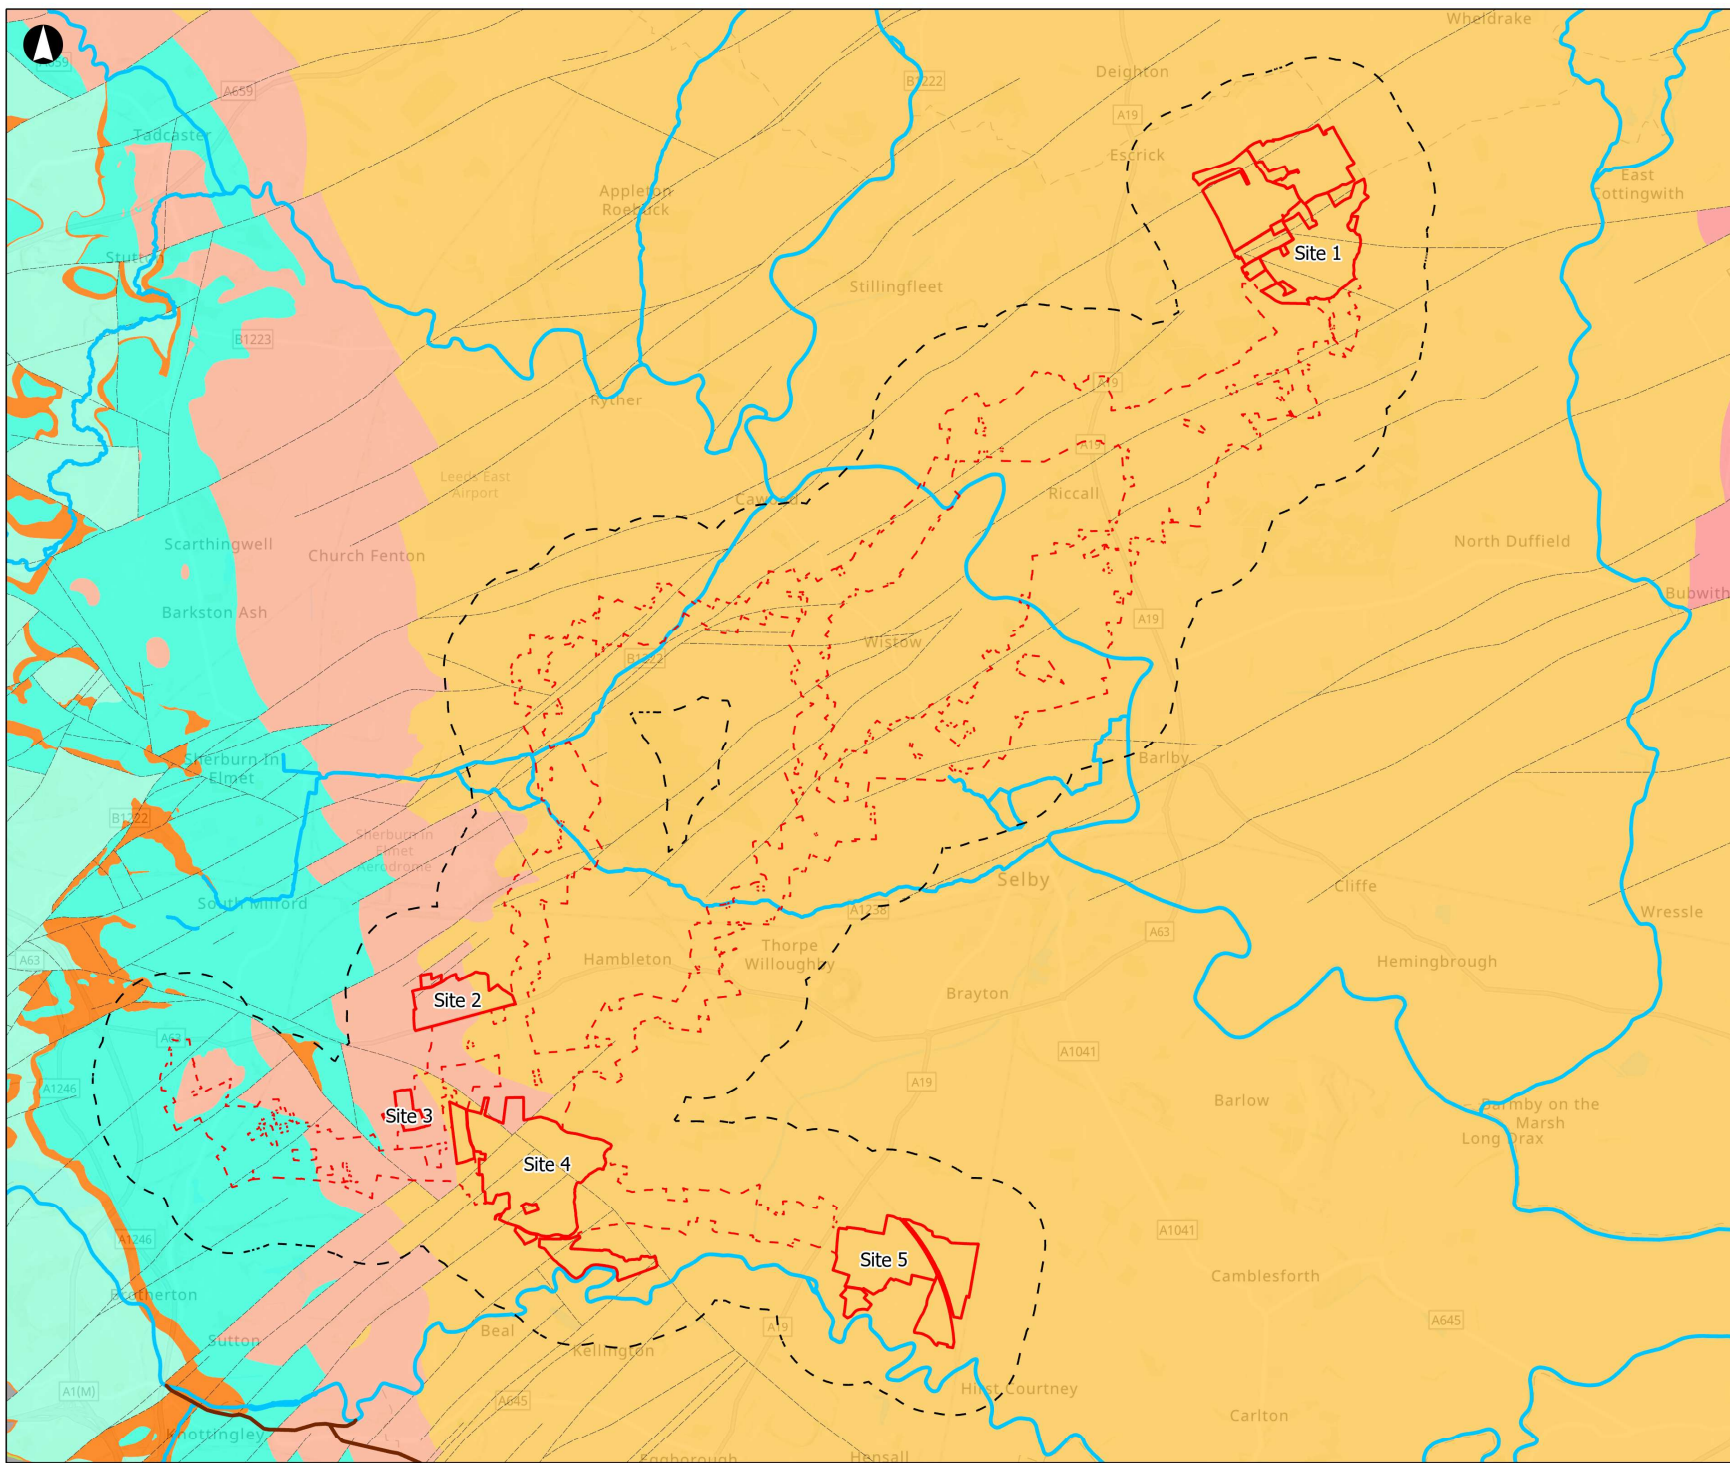 Wheldrake
A659
Deighton
B1222
A659
A19
Tadcaster
Escrick
East
Cottingwith
Appleton
Roebuck
Stutton
Site 1
Stillingfleet
B1223
A19
Ryther
A19
Leeds East
Airport
Riccall
Cawood
Scarthingwell
Church Fenton
North Duffield
Bubwith
Barkston Ash
A19
Wistow
B1222
Sherburn In
Elmet
Barlby
B1222
Sherburn in
Elmet
Aerodrome
Selby
Cliffe
South Milford
A1238
Wressle
A63
Thorpe
Willoughby
Hambleton
A63
Hemingbrough
Brayton
Site 2
A63
A1041
A1246
A19
Barlow
Barmby on the
Marsh
Site 3
Long Drax
Site 4
A1041
A1246
Site 5
Camblesforth
Brotherton
Beal
A19
A645
Sutton
Kellington
A1(M)
A645
Hirst Courtney
Carlton
Knottingley
Eggborough
Hensall